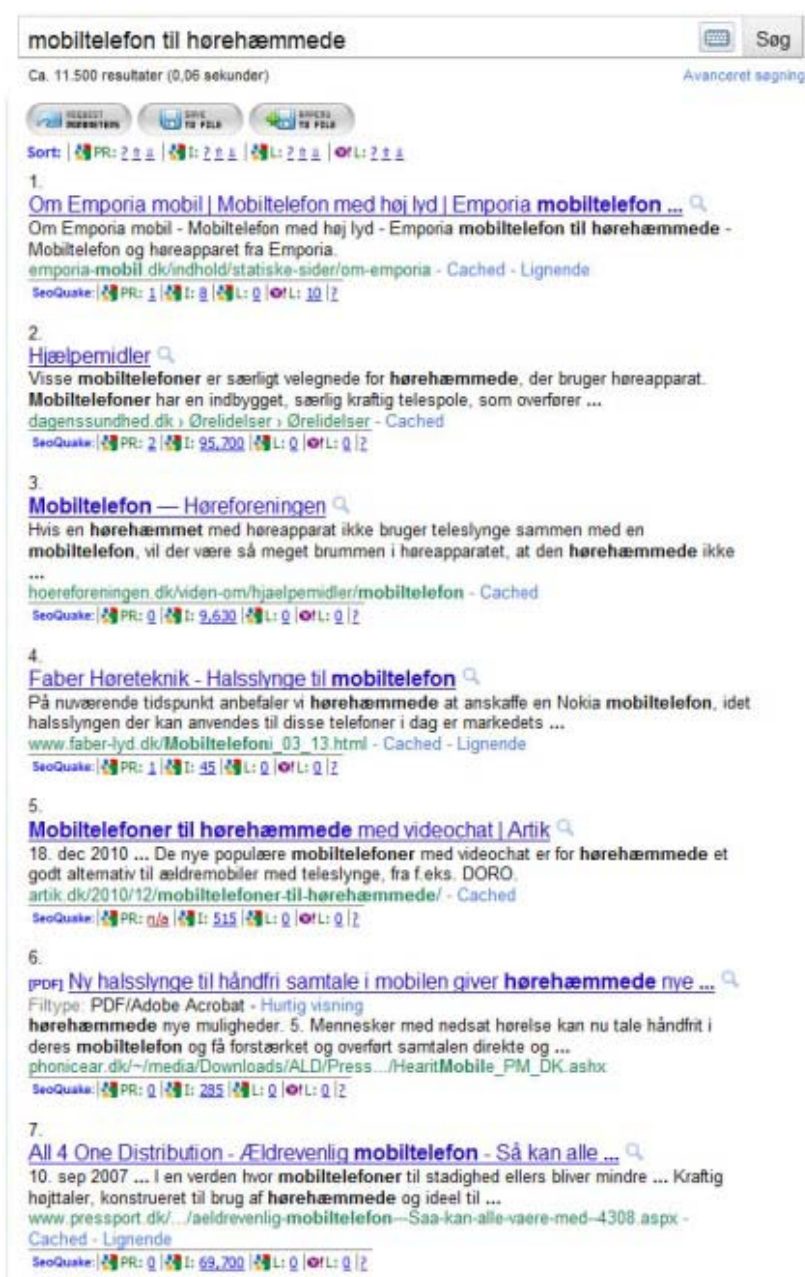 mobiltelefon til hørehæmmede
Søg
Ca. 11.500 resultater (0,06 sekunder)
Avanceret søgning
REQUEST PARAMETERS
SAVE TO FILE
APPEND TO FILE
Sort: | PR: ? | I: ? | L: ? | L: ?
1.
Om Emporia mobil | Mobiltelefon med høj lyd | Emporia mobiltelefon ...
Om Emporia mobil - Mobiltelefon med høj lyd - Emporia mobiltelefon til hørehæmmede -
Mobiltelefon og høreapparet fra Emporia.
emporia-mobil.dk/indhold/statiske-sider/om-emporia - Cached - Lignende
SeoQuake: | PR: 1 | I: 8 | L: 0 | L: 10 | ?
2.
Hjælpemidler
Visse mobiltelefoner er særligt velegnede for hørehæmmede, der bruger høreapparat.
Mobiltelefoner har en indbygget, særlig kraftig telespole, som overfører ...
dagenssundhed.dk › Ørelidelser › Ørelidelser - Cached
SeoQuake: | PR: 2 | I: 95,700 | L: 0 | L: 0 | ?
3.
Mobiltelefon — Høreforeningen
Hvis en hørehæmmet med høreapparat ikke bruger teleslynge sammen med en
mobiltelefon, vil der være så meget brummen i høreapparatet, at den hørehæmmede ikke
...
hoereforeningen.dk/viden-om/hjaelpemidler/mobiltelefon - Cached
SeoQuake: | PR: 0 | I: 9,630 | L: 0 | L: 0 | ?
4.
Faber Høreteknik - Halsslynge til mobiltelefon
På nuværende tidspunkt anbefaler vi hørehæmmede at anskaffe en Nokia mobiltelefon, idet
halsslyngen der kan anvendes til disse telefoner i dag er markedets ...
www.faber-lyd.dk/Mobiltelefoni_03_13.html - Cached - Lignende
SeoQuake: | PR: 1 | I: 45 | L: 0 | L: 0 | ?
5.
Mobiltelefoner til hørehæmmede med videochat | Artik
18. dec 2010 ... De nye populære mobiltelefoner med videochat er for hørehæmmede et
godt alternativ til ældremobiler med teleslynge, fra f.eks. DORO.
artik.dk/2010/12/mobiltelefoner-til-hørehæmmede/ - Cached
SeoQuake: | PR: n/a | I: 515 | L: 0 | L: 0 | ?
6.
[PDF] Ny halsslynge til håndfri samtale i mobilen giver hørehæmmede nye ...
Filtype: PDF/Adobe Acrobat - Hurtig visning
hørehæmmede nye muligheder. 5. Mennesker med nedsat hørelse kan nu tale håndfrit i
deres mobiltelefon og få forstærket og overført samtalen direkte og ...
phonicear.dk/~/media/Downloads/ALD/Press.../HearitMobile_PM_DK.ashx
SeoQuake: | PR: 0 | I: 285 | L: 0 | L: 0 | ?
7.
All 4 One Distribution - Ældrevenlig mobiltelefon - Så kan alle ...
10. sep 2007 ... I en verden hvor mobiltelefoner til stadighed ellers bliver mindre ... Kraftig
højttaler, konstrueret til brug af hørehæmmede og ideel til ...
www.pressport.dk/.../aeldrevenlig-mobiltelefon---Saa-kan-alle-vaere-med--4308.aspx -
Cached - Lignende
SeoQuake: | PR: 0 | I: 69,700 | L: 0 | L: 0 | ?